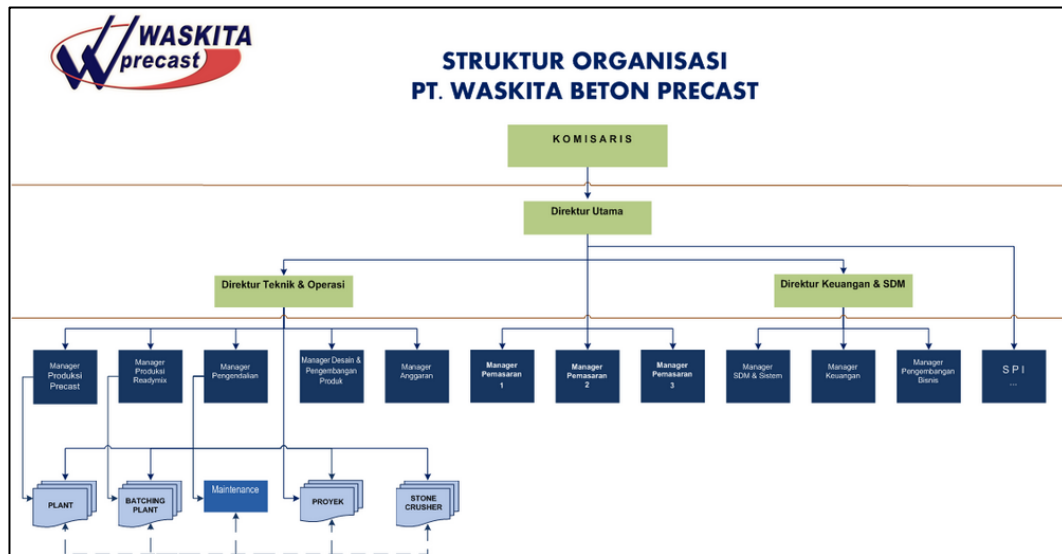 WASKITA
precast
STRUKTUR ORGANISASI
PT. WASKITA BETON PRECAST
K O M I S A R I S
Direktur Utama
Direktur Teknik & Operasi
Direktur Keuangan & SDM
Manager
Produksi
Precast
Manager
Produksi
Readymix
Manager
Pengendalian
Manager Desain &
Pengembangan
Produk
Manager
Anggaran
Manager
Pemasaran
1
Manager
Pemasaran
2
Manager
Pemasaran
3
Manager
SDM & Sistem
Manager
Keuangan
Manager
Pengembangan
Bisnis
S P I
...
PLANT
BATCHING
PLANT
Maintenance
PROYEK
STONE
CRUSHER